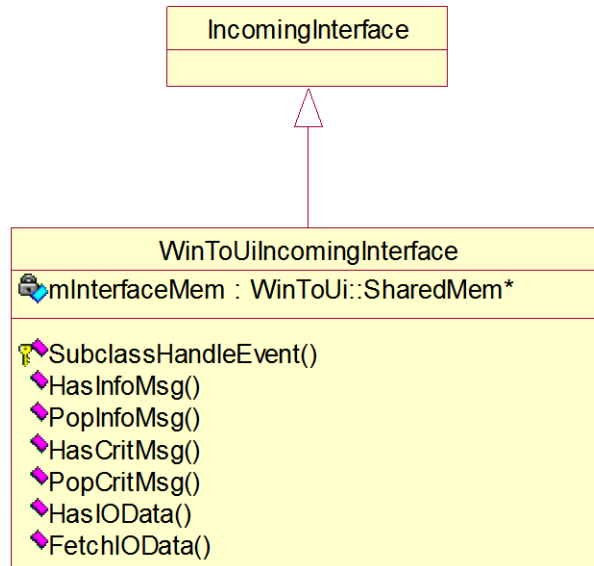 IncomingInterface
WinToUiIncomingInterface
mInterfaceMem : WinToUi::SharedMem*
SubclassHandleEvent()
HasInfoMsg()
PopInfoMsg()
HasCritMsg()
PopCritMsg()
HasIOData()
FetchIOData()